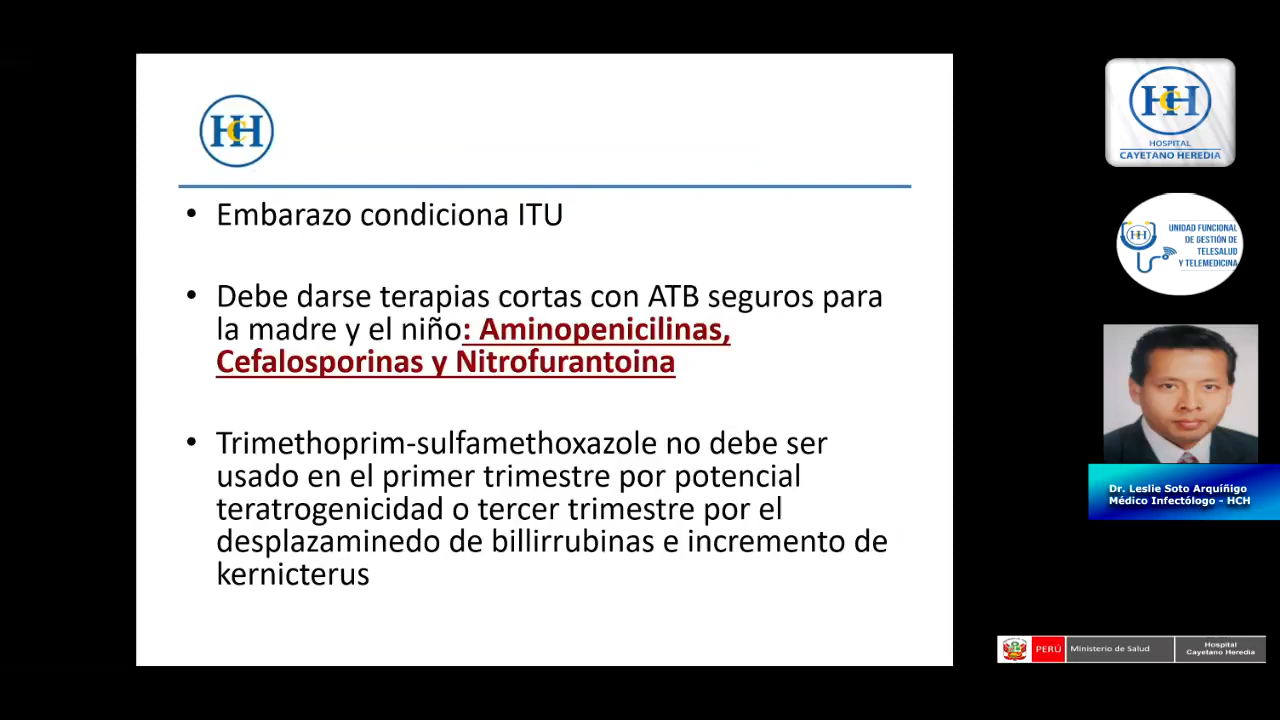 HCH
• Embarazo condiciona ITU
• Debe darse terapias cortas con ATB seguros para
la madre y el niño: Aminopenicilinas,
Cefalosporinas y Nitrofurantoina
• Trimethoprim-sulfamethoxazole no debe ser
usado en el primer trimestre por potencial
teratrogenicidad o tercer trimestre por el
desplazaminedo de billirrubinas e incremento de
kernicterus
HCH
HOSPITAL
CAYETANO HEREDIA
HCH
UNIDAD FUNCIONAL
DE GESTIÓN DE
TELESALUD
Y TELEMEDICINA
Dr. Leslie Soto Arquíñigo
Médico Infectólogo - HCH
PERÚ
Ministerio de Salud
Hospital
Cayetano Heredia